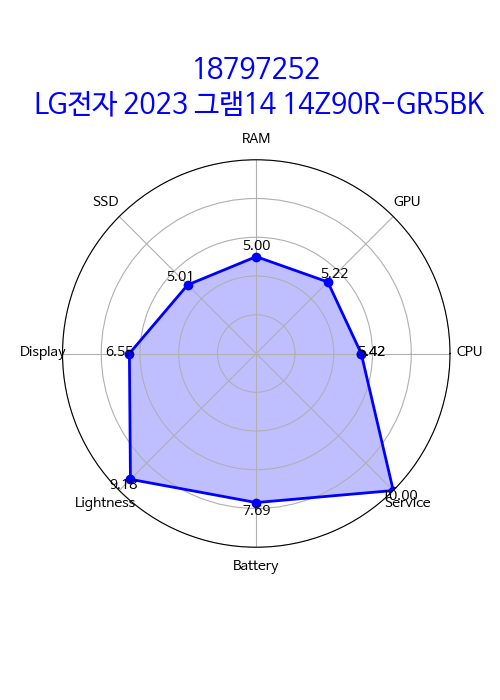 18797252
LG전자 2023 그램14 14Z90R-GR5BK
RAM
SSD
GPU
5.00
5.01
5.22
Display
6.55
5.42
CPU
9.18
Lightness
7.69
10.00
Service
Battery